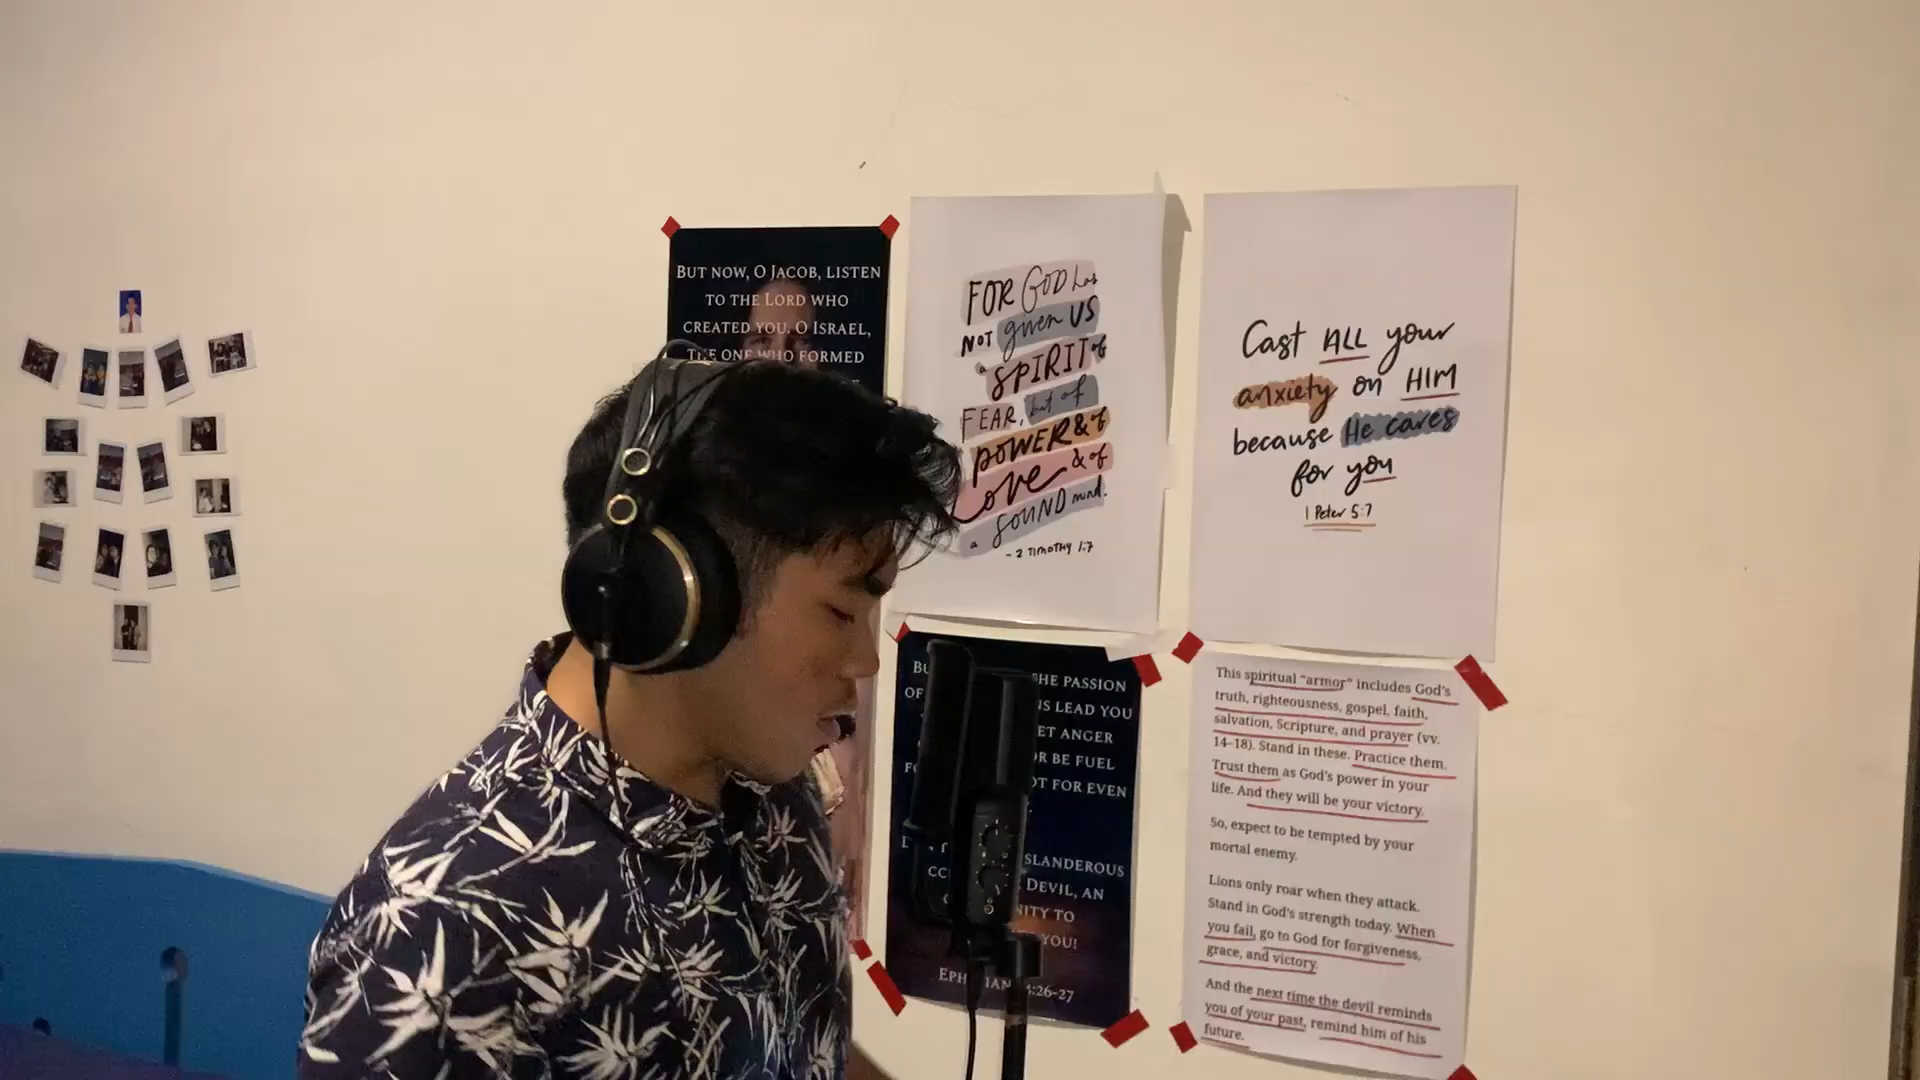 BUT NOW, O JACOB, LISTEN
TO THE LORD WHO
CREATED YOU. O ISRAEL,
THE ONE WHO FORMED
FOR GOD has
NOT given US
a SPIRIT of
FEAR, but of
POWER & of
LOVE & of
a SOUND mind.
- 2 TIMOTHY 1:7
Cast ALL your
anxiety on HIM
because He cares
for you
1 Peter 5:7
THE PASSION
OF LEAD YOU
ANGER
BE FUEL
FOR EVEN
SLANDEROUS
DEVIL, AN
TO
YOU!
4:26-27
This spiritual “armor” includes God’s
truth, righteousness, gospel, faith,
salvation, Scripture, and prayer (vv.
14–18). Stand in these. Practice them.
Trust them as God’s power in your
life. And they will be your victory.
So, expect to be tempted by your
mortal enemy.
Lions only roar when they attack.
Stand in God’s strength today. When
you fail, go to God for forgiveness,
grace, and victory.
And the next time the devil reminds
you of your past, remind him of his
future.